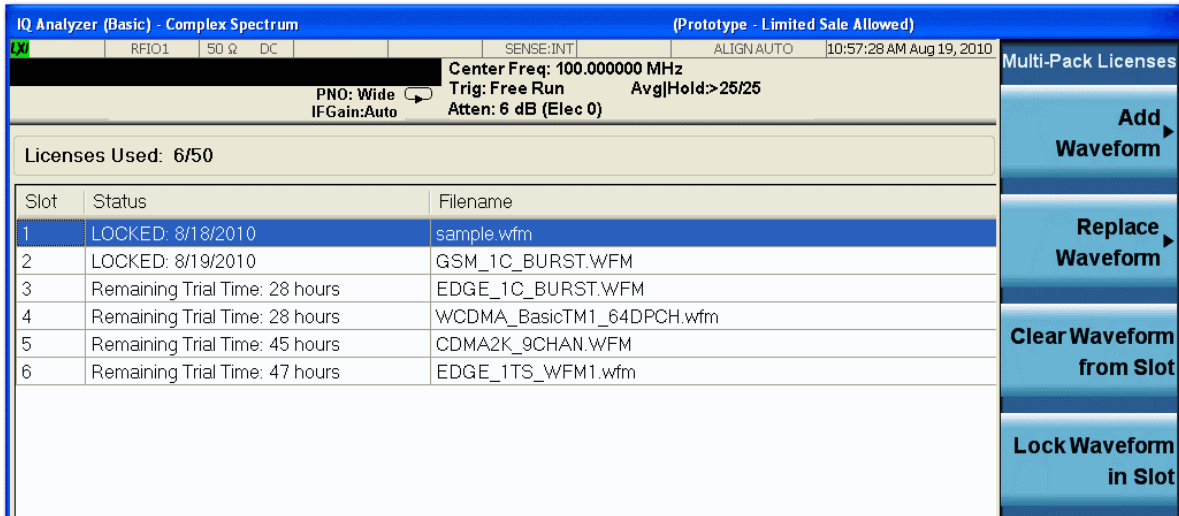 IQ Analyzer (Basic) - Complex Spectrum (Prototype - Limited Sale Allowed)
LXI RFIO1 50 Ω DC SENSE:INT ALIGN AUTO 10:57:28 AM Aug 19, 2010
Center Freq: 100.000000 MHz
PNO: Wide Trig: Free Run Avg|Hold:>25/25
IFGain:Auto Atten: 6 dB (Elec 0)
Licenses Used: 6/50
Slot Status Filename
1 LOCKED: 8/18/2010 sample.wfm
2 LOCKED: 8/19/2010 GSM_1C_BURST.WFM
3 Remaining Trial Time: 28 hours EDGE_1C_BURST.WFM
4 Remaining Trial Time: 28 hours WCDMA_BasicTM1_64DPCH.wfm
5 Remaining Trial Time: 45 hours CDMA2K_9CHAN.WFM
6 Remaining Trial Time: 47 hours EDGE_1TS_WFM1.wfm
Multi-Pack Licenses
Add
Waveform
Replace
Waveform
Clear Waveform
from Slot
Lock Waveform
in Slot